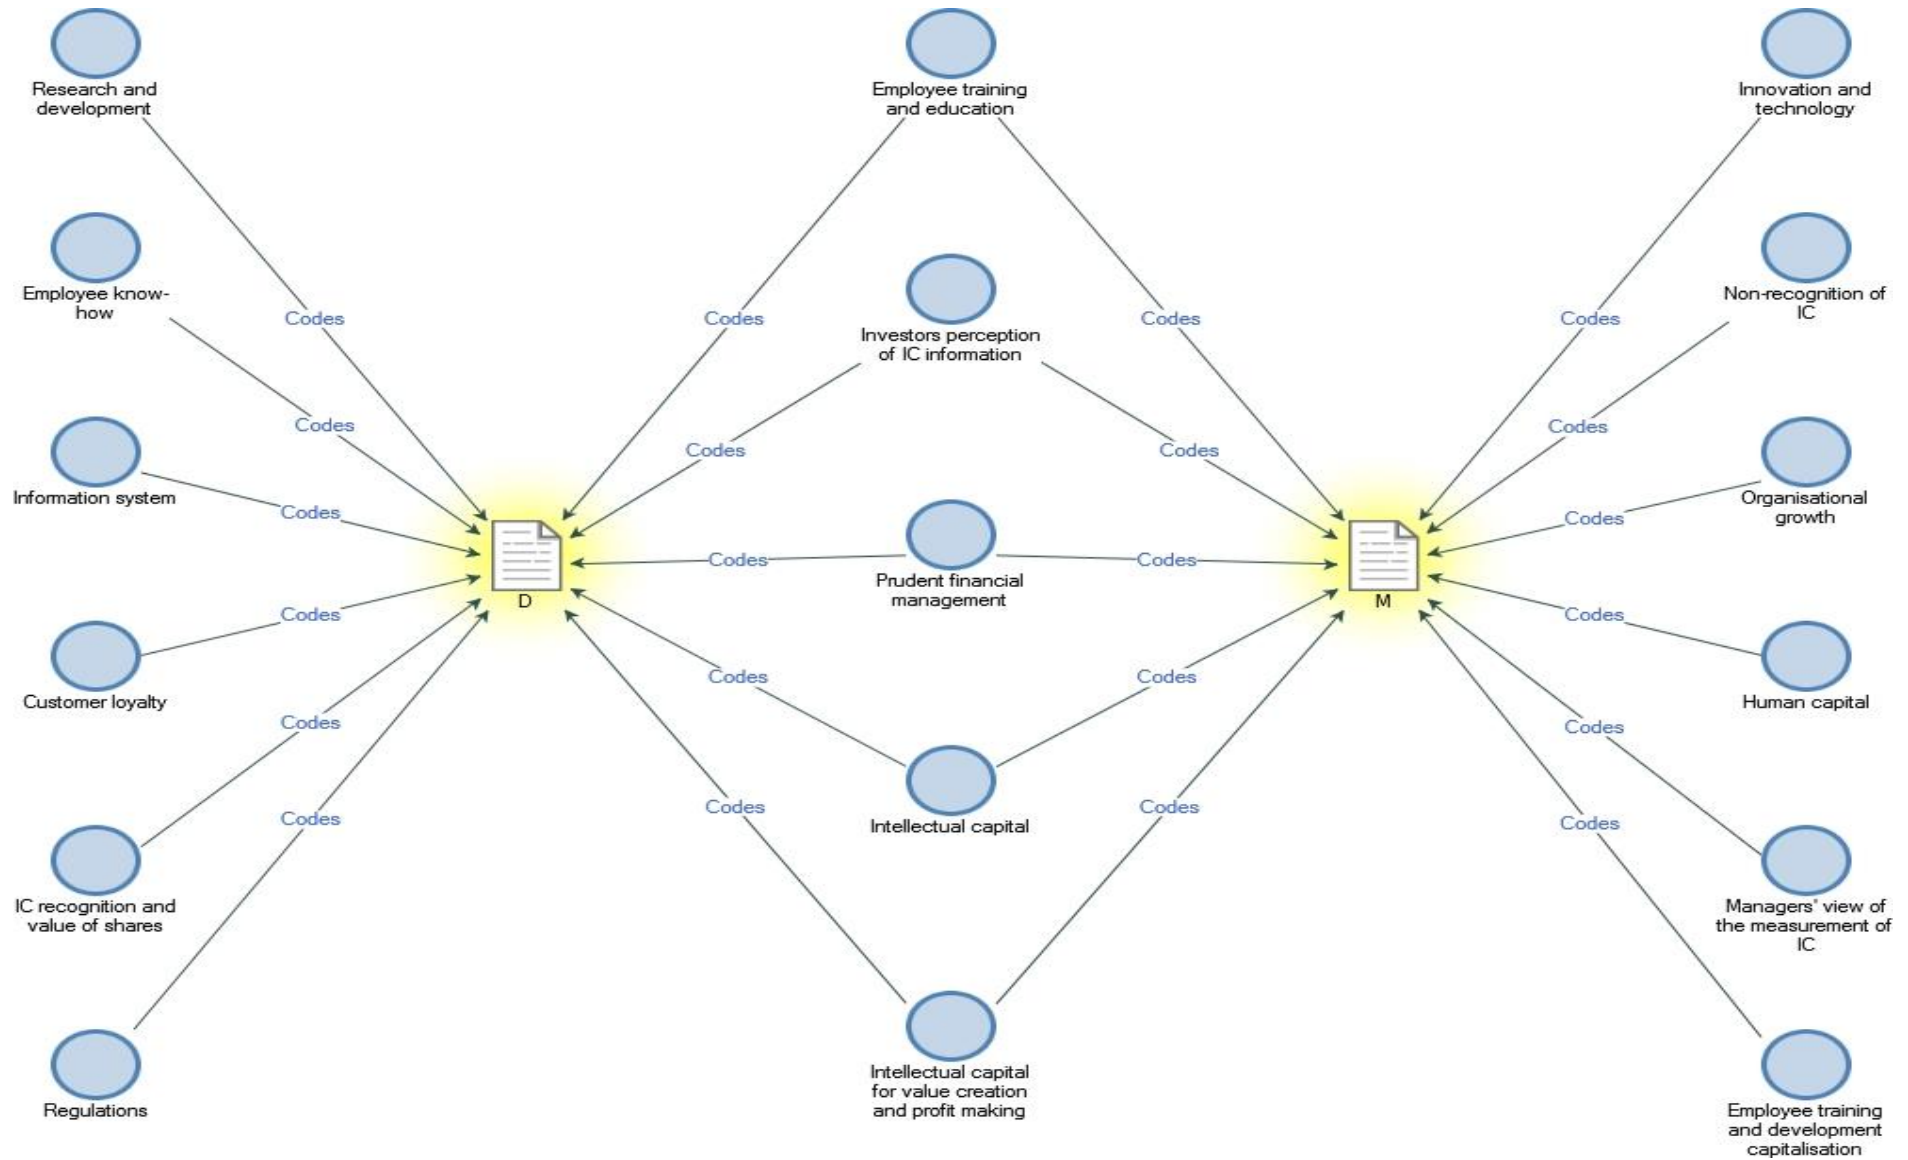 Research and
development
Employee training
and education
Innovation and
technology
Employee know-
how
Non-recognition of
IC
Codes
Codes
Codes
Codes
Investors perception
of IC information
Codes
Codes
Codes
Codes
Information system
Organisational
growth
Codes
Codes
Codes
Codes
Prudent financial
management
D
M
Codes
Codes
Customer loyalty
Human capital
Codes
Codes
Codes
Codes
Intellectual capital
Codes
Codes
Codes
Codes
IC recognition and
value of shares
Managers' view of
the measurement of
IC
Intellectual capital
for value creation
and profit making
Regulations
Employee training
and development
capitalisation